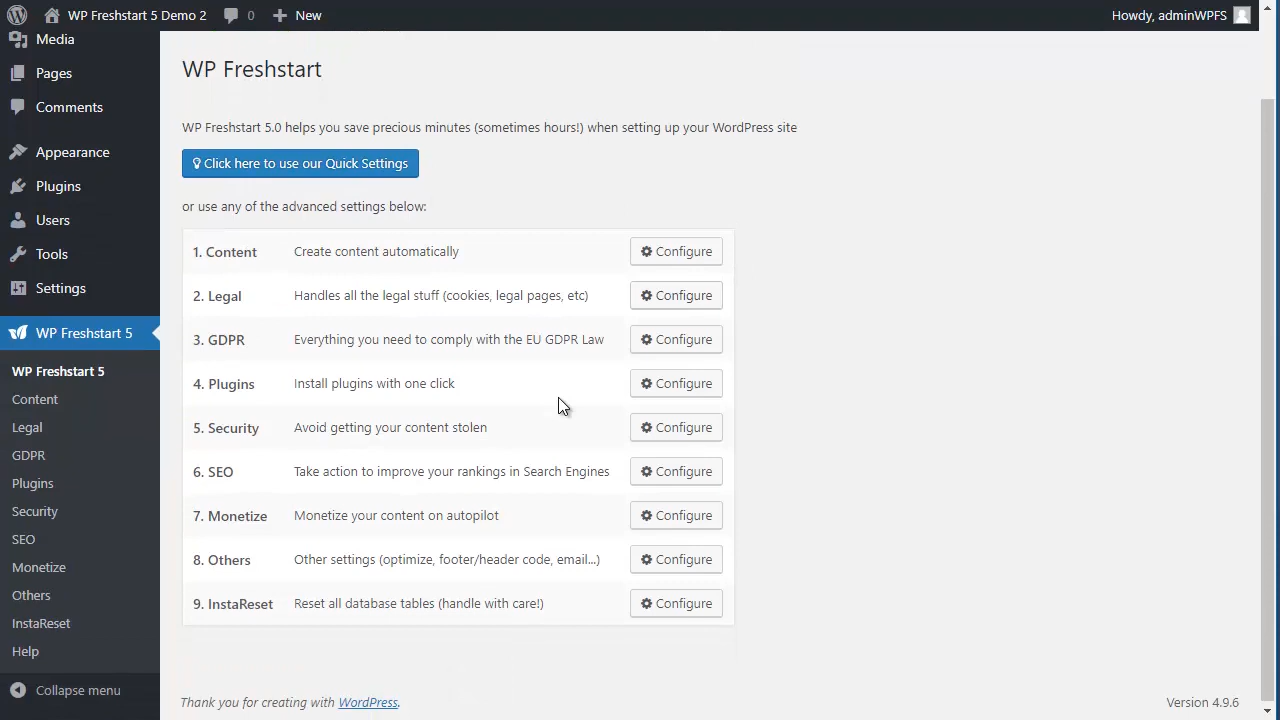 WP Freshstart 5 Demo 2 0 New Howdy, adminWPFS
Media
Pages
Comments
Appearance
Plugins
Users
Tools
Settings
WP Freshstart 5
WP Freshstart 5
Content
Legal
GDPR
Plugins
Security
SEO
Monetize
Others
InstaReset
Help
Collapse menu
WP Freshstart
WP Freshstart 5.0 helps you save precious minutes (sometimes hours!) when setting up your WordPress site
Click here to use our Quick Settings
or use any of the advanced settings below:
1. Content Create content automatically Configure
2. Legal Handles all the legal stuff (cookies, legal pages, etc) Configure
3. GDPR Everything you need to comply with the EU GDPR Law Configure
4. Plugins Install plugins with one click Configure
5. Security Avoid getting your content stolen Configure
6. SEO Take action to improve your rankings in Search Engines Configure
7. Monetize Monetize your content on autopilot Configure
8. Others Other settings (optimize, footer/header code, email...) Configure
9. InstaReset Reset all database tables (handle with care!) Configure
Thank you for creating with WordPress. Version 4.9.6